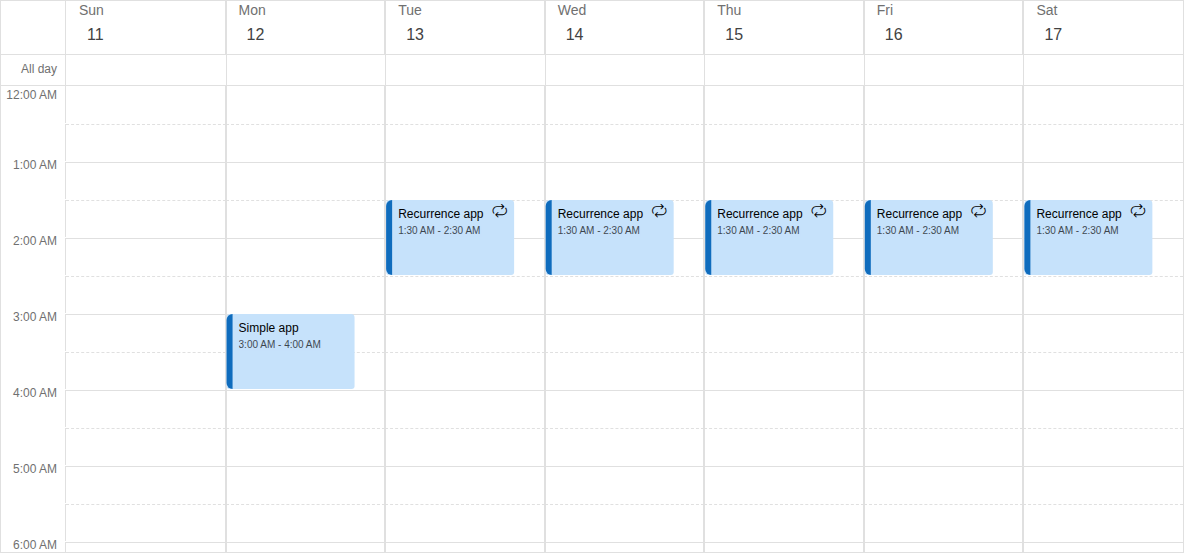 Sun Mon Tue Wed Thu Fri Sat
11 12 13 14 15 16 17
All day
12:00 AM
1:00 AM
Recurrence app Recurrence app Recurrence app Recurrence app Recurrence app
1:30 AM - 2:30 AM 1:30 AM - 2:30 AM 1:30 AM - 2:30 AM 1:30 AM - 2:30 AM 1:30 AM - 2:30 AM
2:00 AM
3:00 AM
Simple app
3:00 AM - 4:00 AM
4:00 AM
5:00 AM
6:00 AM